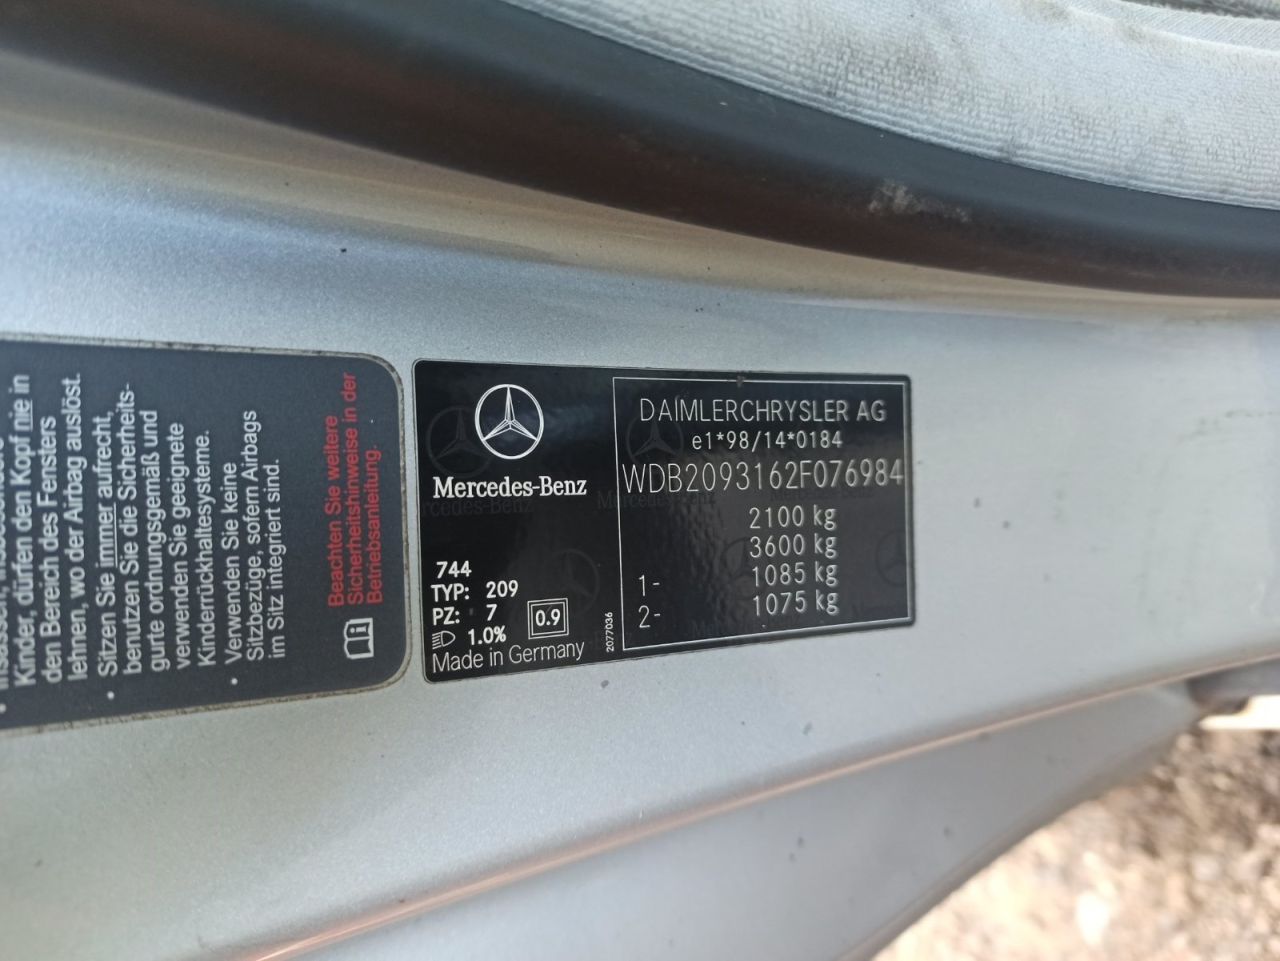 Kinder, dürfen den Kopf nie in
den Bereich des Fensters
lehnen, wo der Airbag auslöst.
• Sitzen Sie immer aufrecht,
benutzen Sie die Sicherheits-
gurte ordnungsgemäß und
verwenden Sie geeignete
Kinderrückhaltesysteme.
• Verwenden Sie keine
Sitzbezüge, sofern Airbags
im Sitz integriert sind.
Beachten Sie weitere
Sicherheitshinweise in der
Betriebsanleitung.
Mercedes-Benz
744
TYP: 209
PZ: 7
0.9
1.0%
Made in Germany
2077036
DAIMLERCHRYSLER AG
e1*98/14*0184
WDB2093162F076984
2100 kg
3600 kg
1- 1085 kg
2- 1075 kg